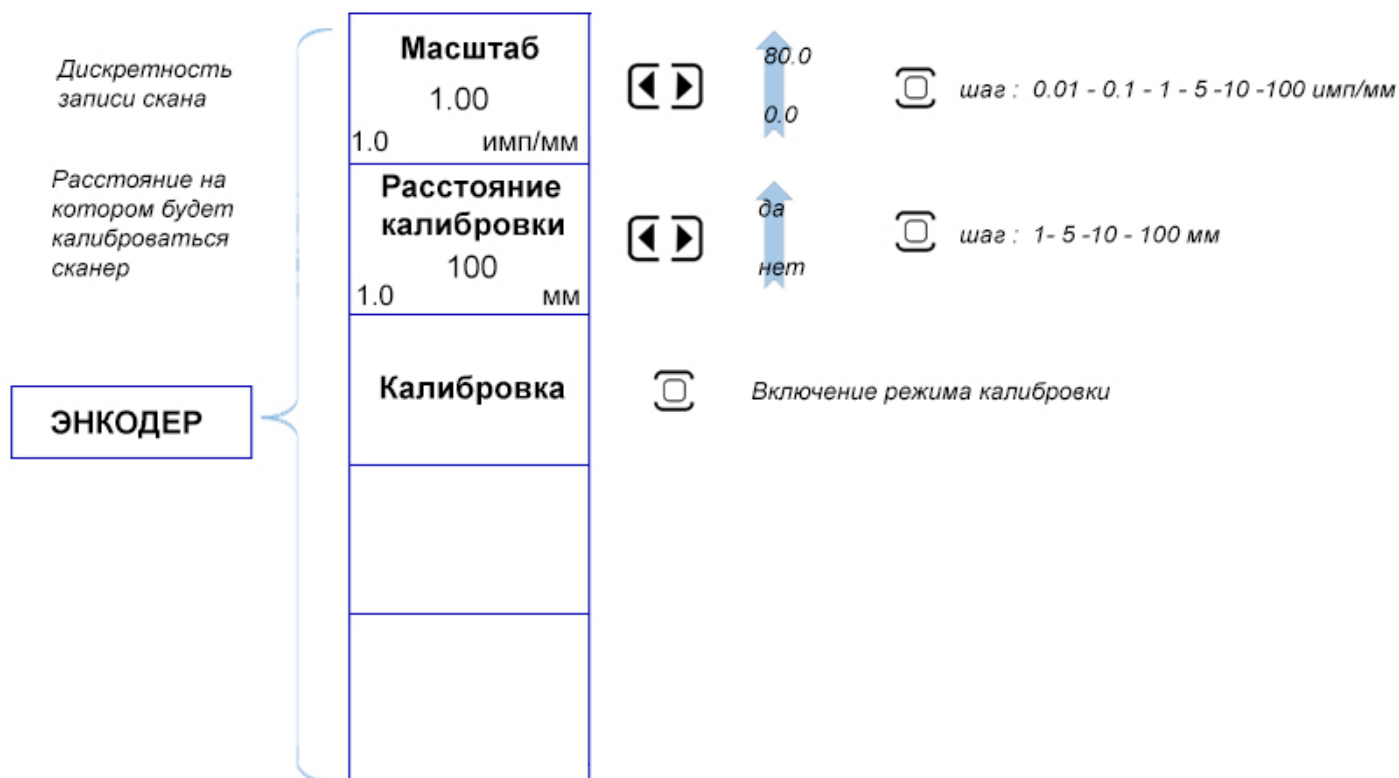 Дискретность
записи скана
Масштаб
1.00
1.0 имп/мм
80.0
0.0
шаг : 0.01 - 0.1 - 1 - 5 -10 -100 имп/мм
Расстояние на
котором будет
калиброваться
сканер
Расстояние
калибровки
100
1.0 мм
да
нет
шаг : 1- 5 -10 - 100 мм
ЭНКОДЕР
Калибровка
Включение режима калибровки